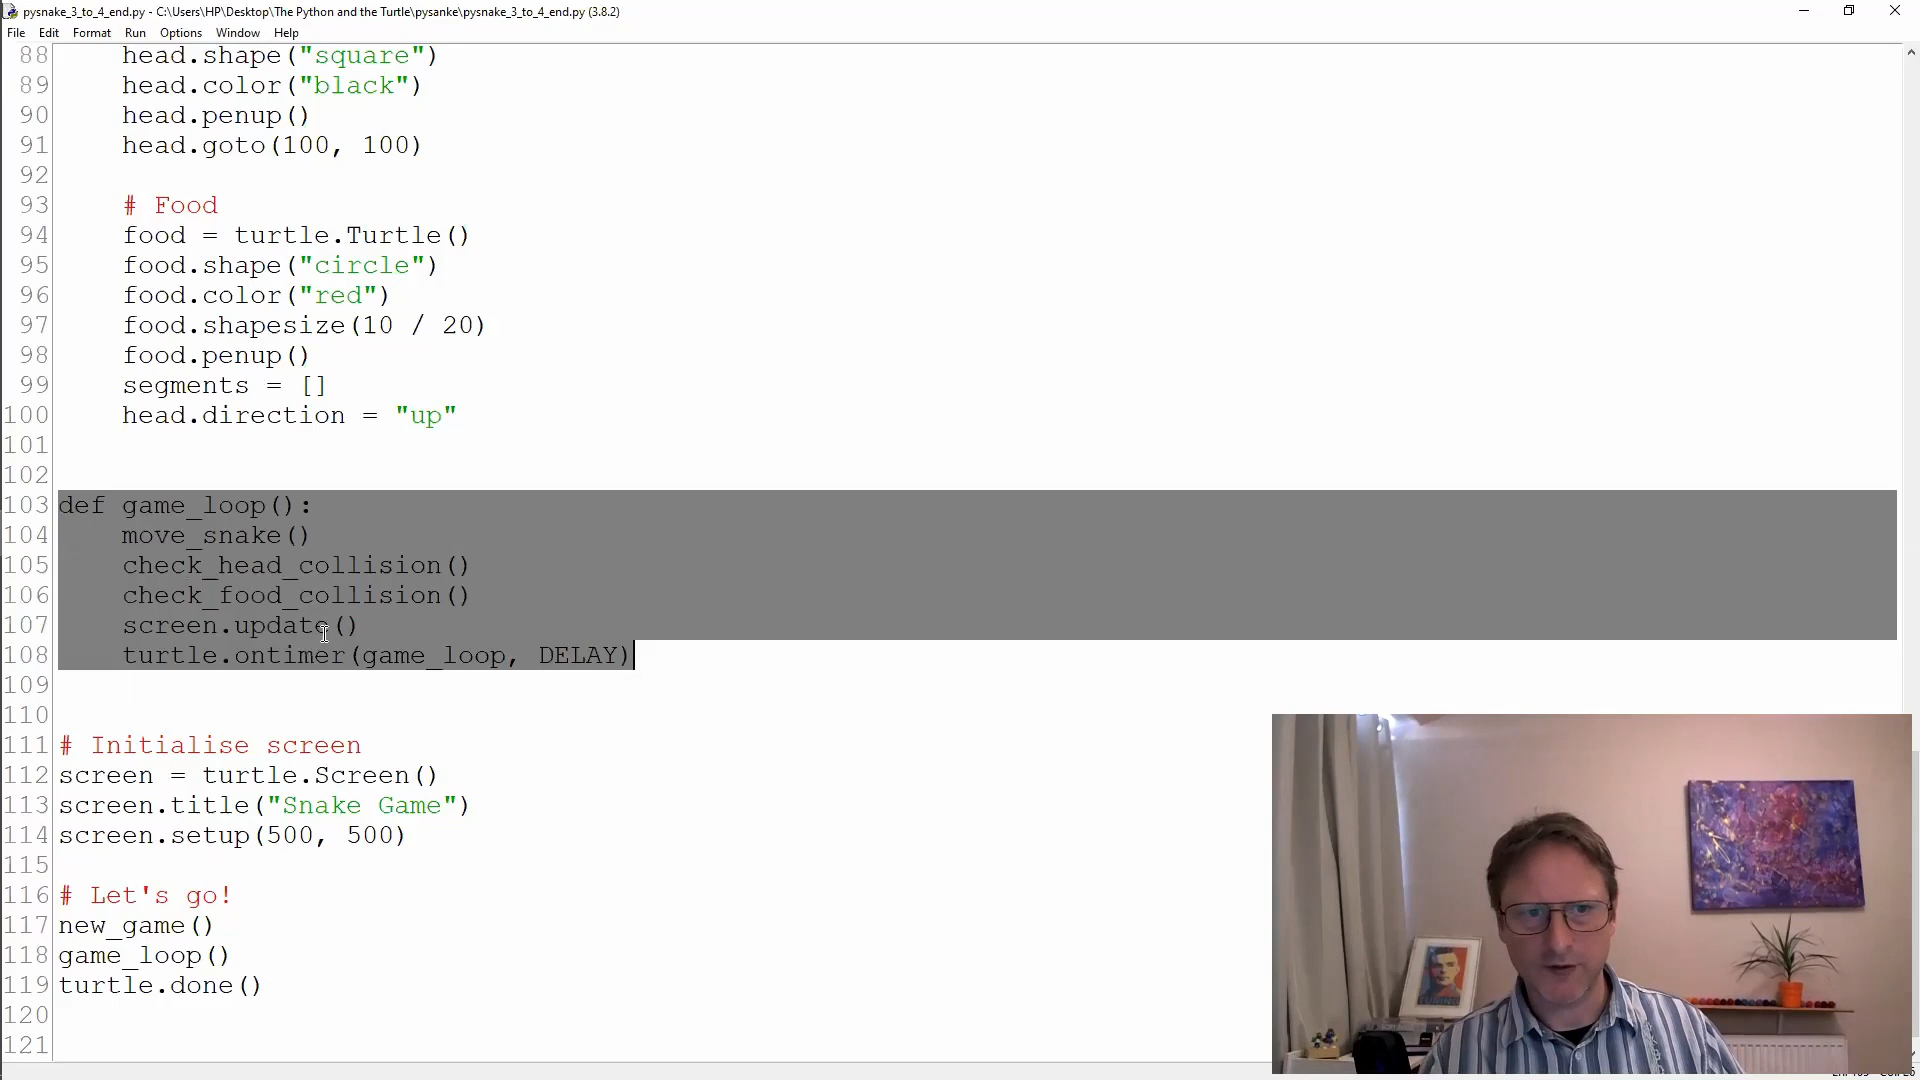 pysnake_3_to_4_end.py - C:\Users\HP\Desktop\The Python and the Turtle\pysanke\pysnake_3_to_4_end.py (3.8.2)
File Edit Format Run Options Window Help
88     head.shape("square")
89     head.color("black")
90     head.penup()
91     head.goto(100, 100)
92
93     # Food
94     food = turtle.Turtle()
95     food.shape("circle")
96     food.color("red")
97     food.shapesize(10 / 20)
98     food.penup()
99     segments = []
100     head.direction = "up"
101
102
103 def game_loop():
104     move_snake()
105     check_head_collision()
106     check_food_collision()
107     screen.update()
108     turtle.ontimer(game_loop, DELAY)
109
110
111 # Initialise screen
112 screen = turtle.Screen()
113 screen.title("Snake Game")
114 screen.setup(500, 500)
115
116 # Let's go!
117 new_game()
118 game_loop()
119 turtle.done()
120
121